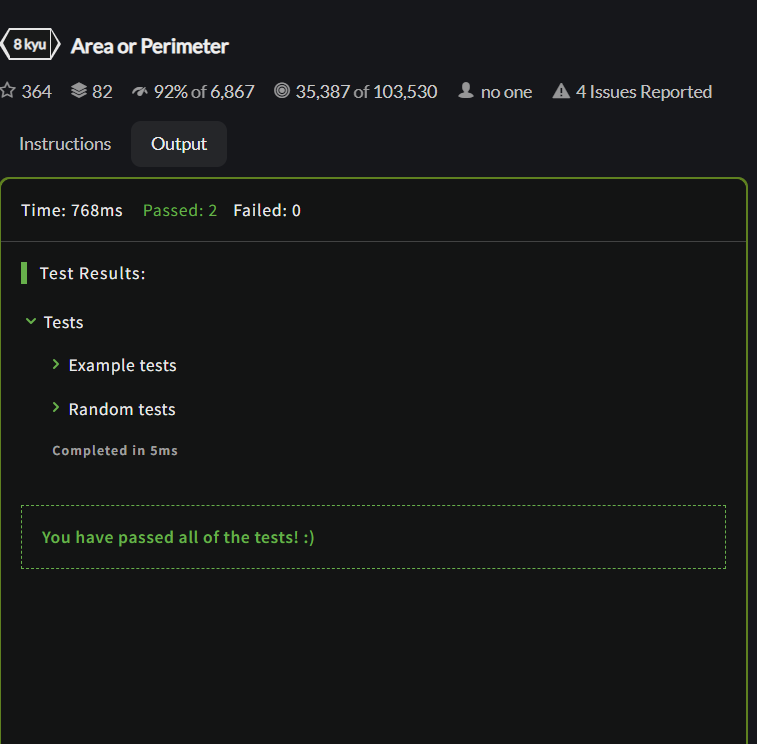 8 kyu Area or Perimeter
364 82 92% of 6,867 35,387 of 103,530 no one 4 Issues Reported
Instructions Output
Time: 768ms Passed: 2 Failed: 0
Test Results:
Tests
Example tests
Random tests
Completed in 5ms
You have passed all of the tests! :)